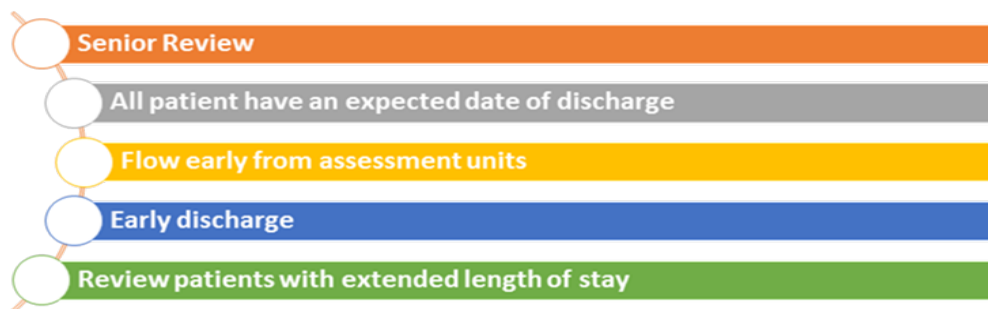 Senior Review
All patient have an expected date of discharge
Flow early from assessment units
Early discharge
Review patients with extended length of stay